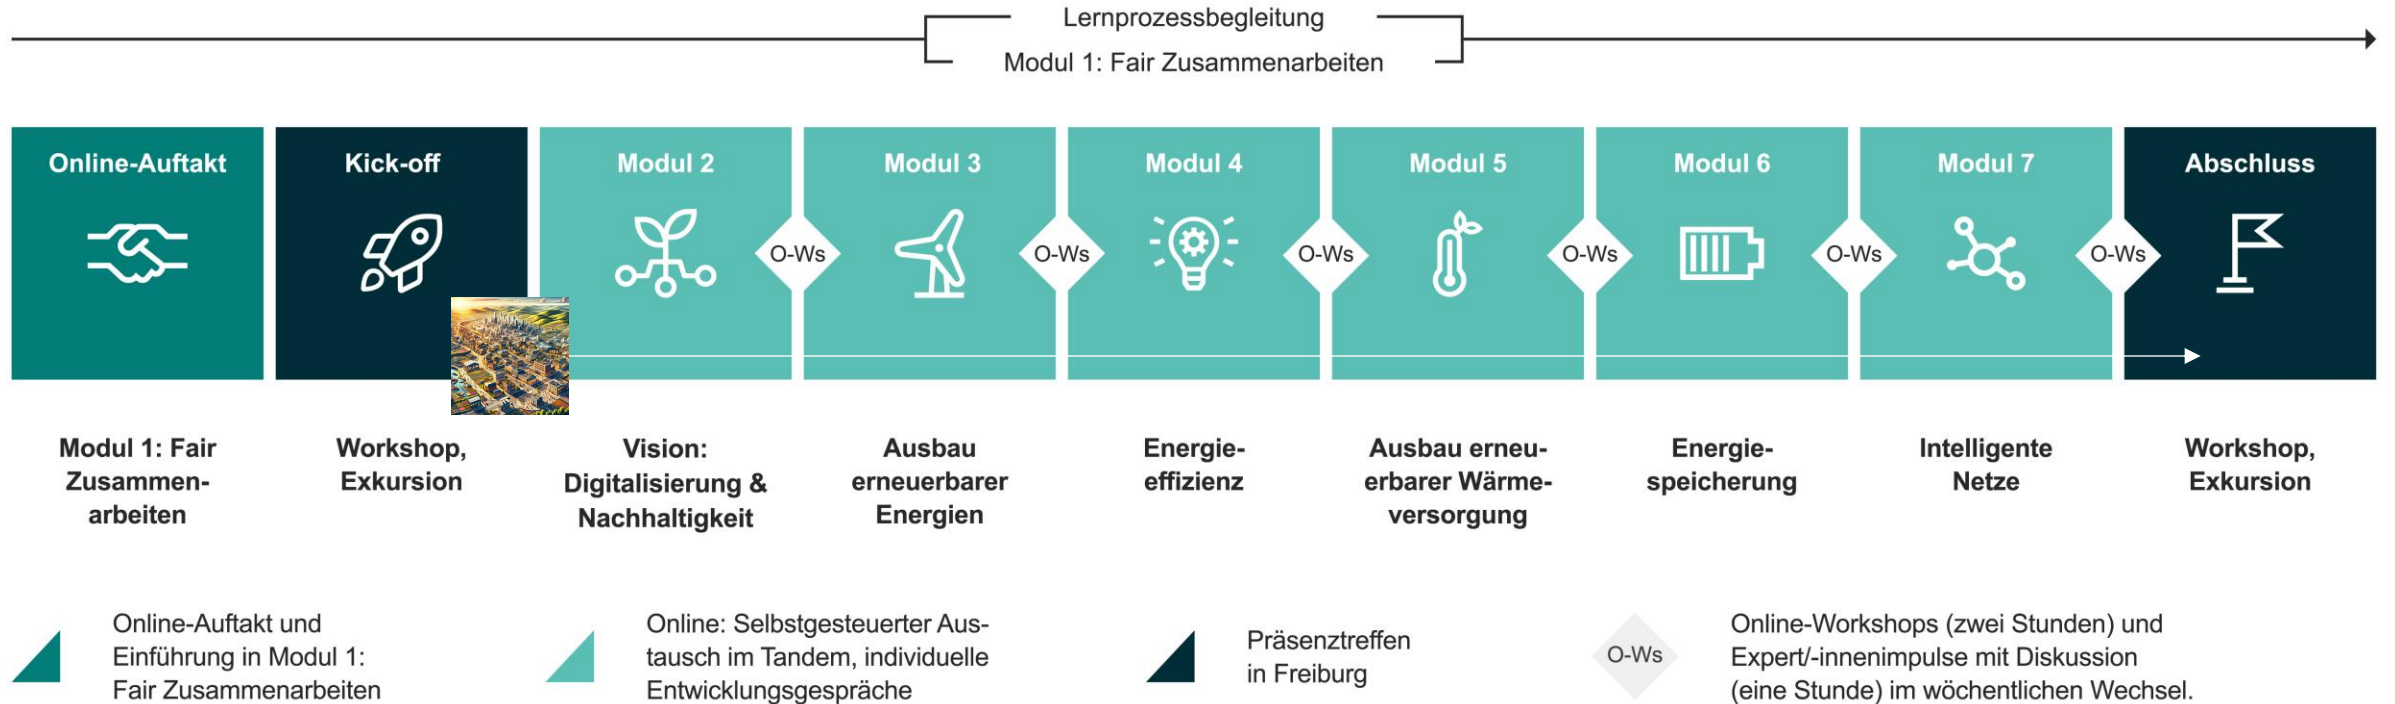 Lernprozessbegleitung
Modul 1: Fair Zusammenarbeiten
Online-Auftakt
Kick-off
Modul 2
Modul 3
Modul 4
Modul 5
Modul 6
Modul 7
Abschluss
O-Ws
O-Ws
O-Ws
O-Ws
O-Ws
O-Ws
Modul 1: Fair
Zusammen-
arbeiten
Workshop,
Exkursion
Vision:
Digitalisierung &
Nachhaltigkeit
Ausbau
erneuerbarer
Energien
Energie-
effizienz
Ausbau erneu-
erbarer Wärme-
versorgung
Energie-
speicherung
Intelligente
Netze
Workshop,
Exkursion
Online-Auftakt und
Einführung in Modul 1:
Fair Zusammenarbeiten
Online: Selbstgesteuerter Aus-
tausch im Tandem, individuelle
Entwicklungsgespräche
Präsenztreffen
in Freiburg
O-Ws
Online-Workshops (zwei Stunden) und
Expert/-innenimpulse mit Diskussion
(eine Stunde) im wöchentlichen Wechsel.